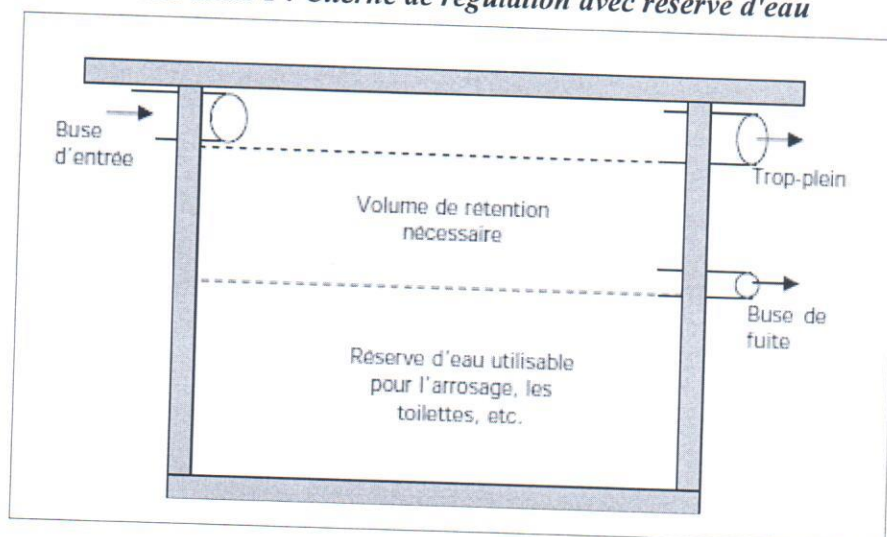 de régulation avec réserve d'eau
Buse
d'entrée
Trop-plein
Volume de rétention
nécessaire
Buse de
fuite
Réserve d'eau utilisable
pour l'arrosage, les
toilettes, etc.